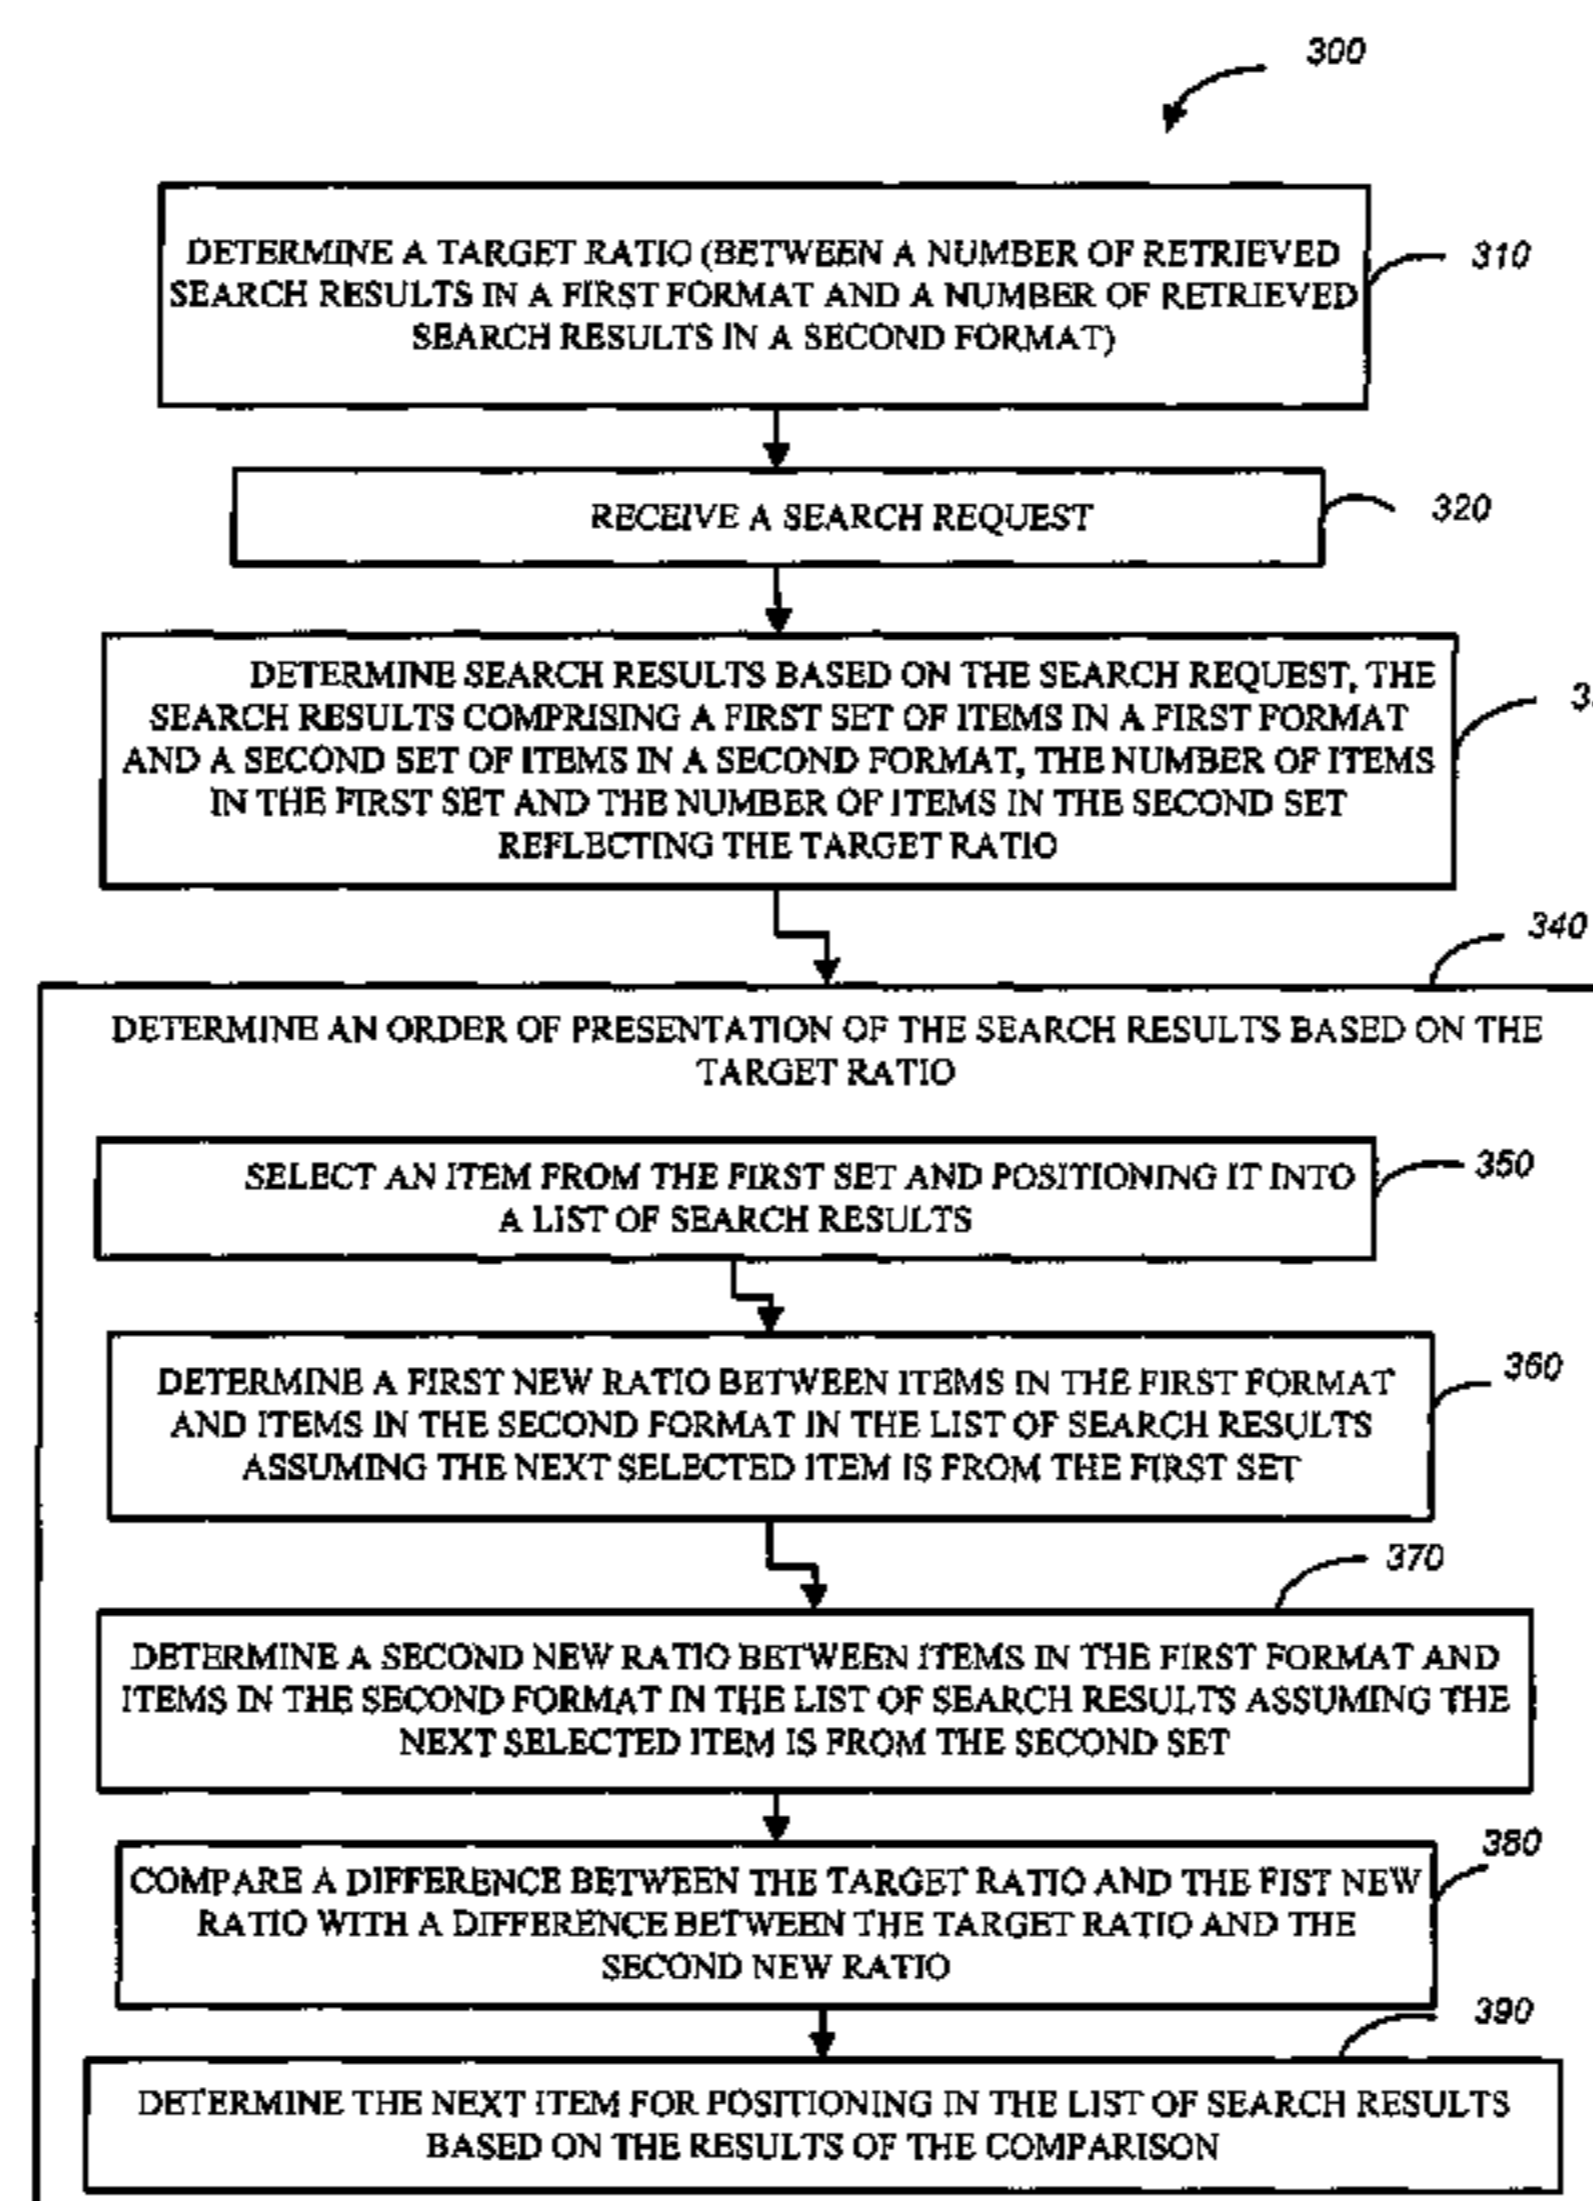 300
DETERMINE A TARGET RATIO (BETWEEN A NUMBER OF RETRIEVED
SEARCH RESULTS IN A FIRST FORMAT AND A NUMBER OF RETRIEVED
SEARCH RESULTS IN A SECOND FORMAT)
310
RECEIVE A SEARCH REQUEST
320
DETERMINE SEARCH RESULTS BASED ON THE SEARCH REQUEST, THE
SEARCH RESULTS COMPRISING A FIRST SET OF ITEMS IN A FIRST FORMAT
AND A SECOND SET OF ITEMS IN A SECOND FORMAT, THE NUMBER OF ITEMS
IN THE FIRST SET AND THE NUMBER OF ITEMS IN THE SECOND SET
REFLECTING THE TARGET RATIO
340
DETERMINE AN ORDER OF PRESENTATION OF THE SEARCH RESULTS BASED ON THE
TARGET RATIO
SELECT AN ITEM FROM THE FIRST SET AND POSITIONING IT INTO
A LIST OF SEARCH RESULTS
350
DETERMINE A FIRST NEW RATIO BETWEEN ITEMS IN THE FIRST FORMAT
AND ITEMS IN THE SECOND FORMAT IN THE LIST OF SEARCH RESULTS
ASSUMING THE NEXT SELECTED ITEM IS FROM THE FIRST SET
360
370
DETERMINE A SECOND NEW RATIO BETWEEN ITEMS IN THE FIRST FORMAT AND
ITEMS IN THE SECOND FORMAT IN THE LIST OF SEARCH RESULTS ASSUMING THE
NEXT SELECTED ITEM IS FROM THE SECOND SET
380
COMPARE A DIFFERENCE BETWEEN THE TARGET RATIO AND THE FIST NEW
RATIO WITH A DIFFERENCE BETWEEN THE TARGET RATIO AND THE
SECOND NEW RATIO
390
DETERMINE THE NEXT ITEM FOR POSITIONING IN THE LIST OF SEARCH RESULTS
BASED ON THE RESULTS OF THE COMPARISON